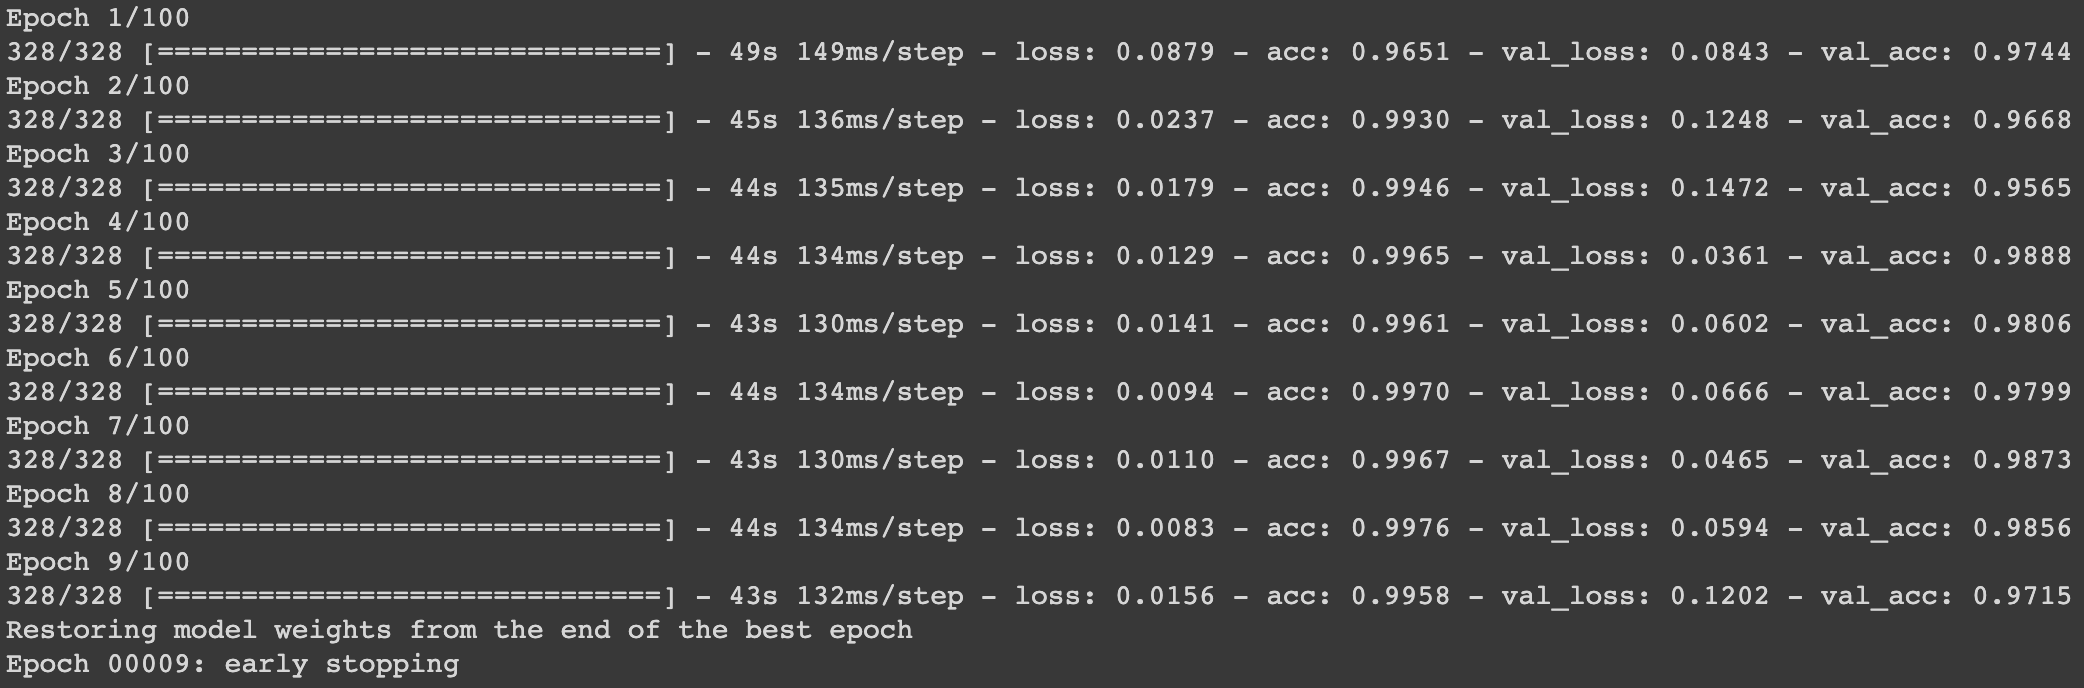 Epoch 1/100
328/328 [==============================] - 49s 149ms/step - loss: 0.0879 - acc: 0.9651 - val_loss: 0.0843 - val_acc: 0.9744
Epoch 2/100
328/328 [==============================] - 45s 136ms/step - loss: 0.0237 - acc: 0.9930 - val_loss: 0.1248 - val_acc: 0.9668
Epoch 3/100
328/328 [==============================] - 44s 135ms/step - loss: 0.0179 - acc: 0.9946 - val_loss: 0.1472 - val_acc: 0.9565
Epoch 4/100
328/328 [==============================] - 44s 134ms/step - loss: 0.0129 - acc: 0.9965 - val_loss: 0.0361 - val_acc: 0.9888
Epoch 5/100
328/328 [==============================] - 43s 130ms/step - loss: 0.0141 - acc: 0.9961 - val_loss: 0.0602 - val_acc: 0.9806
Epoch 6/100
328/328 [==============================] - 44s 134ms/step - loss: 0.0094 - acc: 0.9970 - val_loss: 0.0666 - val_acc: 0.9799
Epoch 7/100
328/328 [==============================] - 43s 130ms/step - loss: 0.0110 - acc: 0.9967 - val_loss: 0.0465 - val_acc: 0.9873
Epoch 8/100
328/328 [==============================] - 44s 134ms/step - loss: 0.0083 - acc: 0.9976 - val_loss: 0.0594 - val_acc: 0.9856
Epoch 9/100
328/328 [==============================] - 43s 132ms/step - loss: 0.0156 - acc: 0.9958 - val_loss: 0.1202 - val_acc: 0.9715
Restoring model weights from the end of the best epoch
Epoch 00009: early stopping